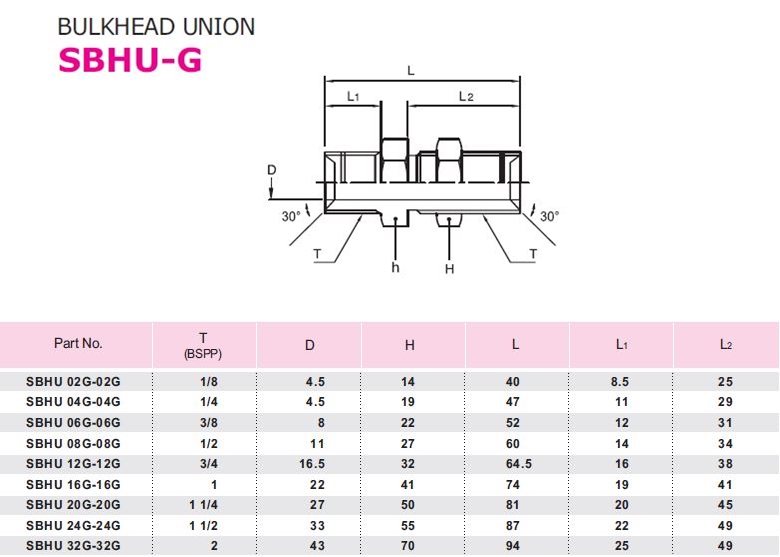 BULKHEAD UNION
SBHU-G
L
L1 L2
D
30° 30°
T T
h H
Part No. T (BSPP) D H L L1 L2
SBHU 02G-02G 1/8 4.5 14 40 8.5 25
SBHU 04G-04G 1/4 4.5 19 47 11 29
SBHU 06G-06G 3/8 8 22 52 12 31
SBHU 08G-08G 1/2 11 27 60 14 34
SBHU 12G-12G 3/4 16.5 32 64.5 16 38
SBHU 16G-16G 1 22 41 74 19 41
SBHU 20G-20G 1 1/4 27 50 81 20 45
SBHU 24G-24G 1 1/2 33 55 87 22 49
SBHU 32G-32G 2 43 70 94 25 49